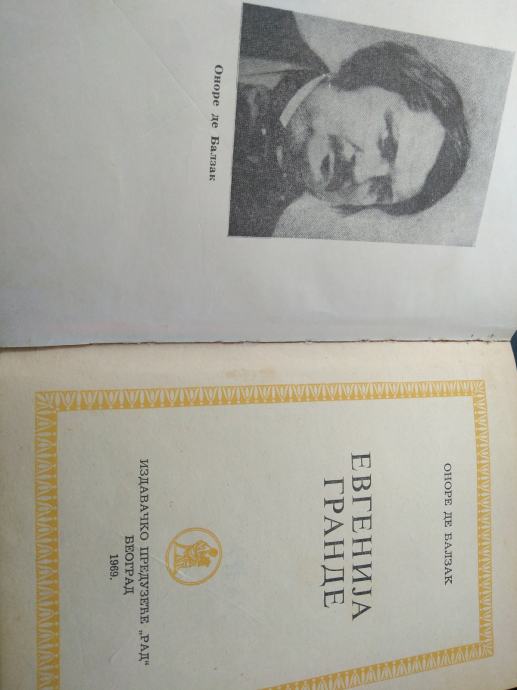 Оноре де Балзак
ОНОРЕ ДЕ БАЛЗАК
ЕВГЕНИЈА
ГРАНДЕ
ИЗДАВАЧКО ПРЕДУЗЕЋЕ „РАД“
БЕОГРАД
1969.